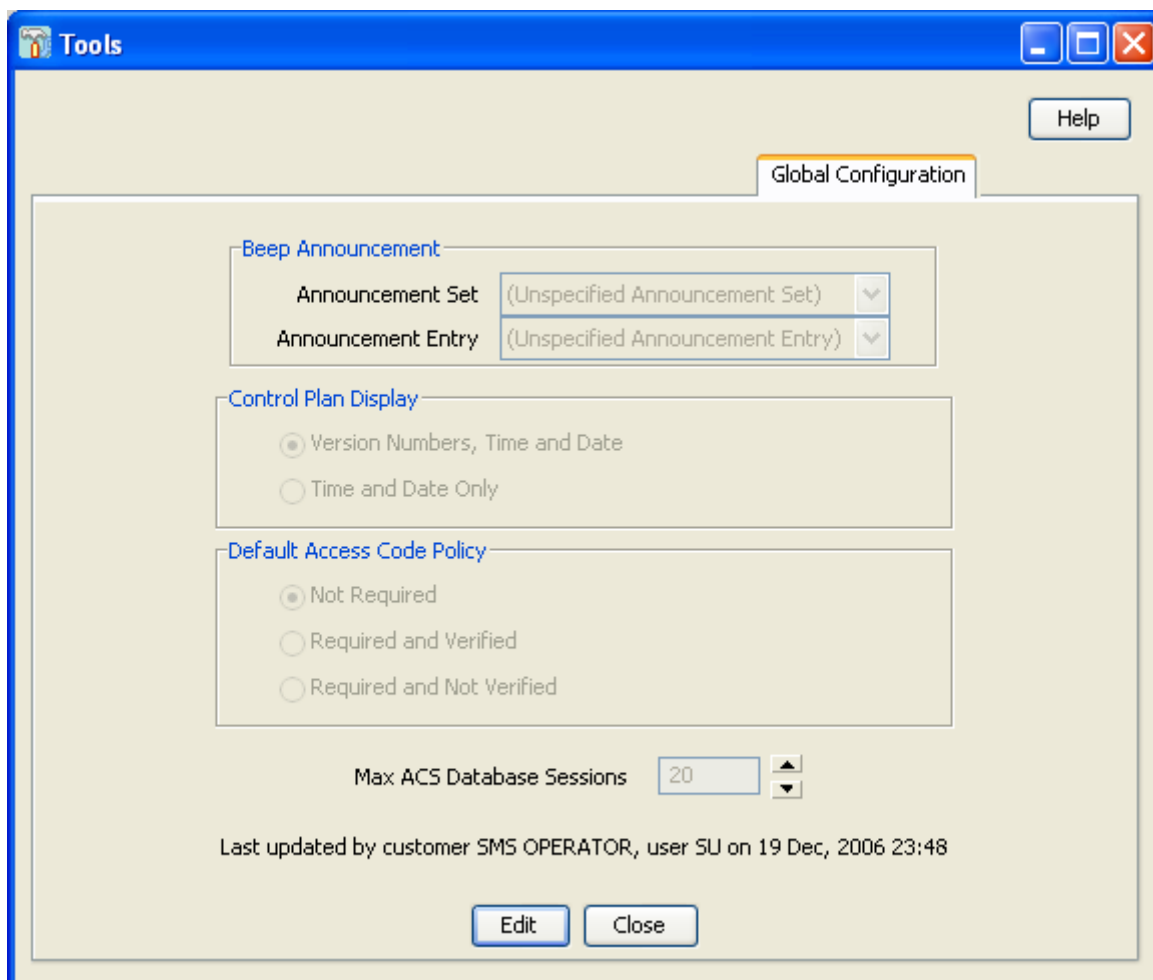 Tools
Help
Global Configuration
Beep Announcement
Announcement Set (Unspecified Announcement Set)
Announcement Entry (Unspecified Announcement Entry)
Control Plan Display
Version Numbers, Time and Date
Time and Date Only
Default Access Code Policy
Not Required
Required and Verified
Required and Not Verified
Max ACS Database Sessions 20
Last updated by customer SMS OPERATOR, user SU on 19 Dec, 2006 23:48
Edit Close